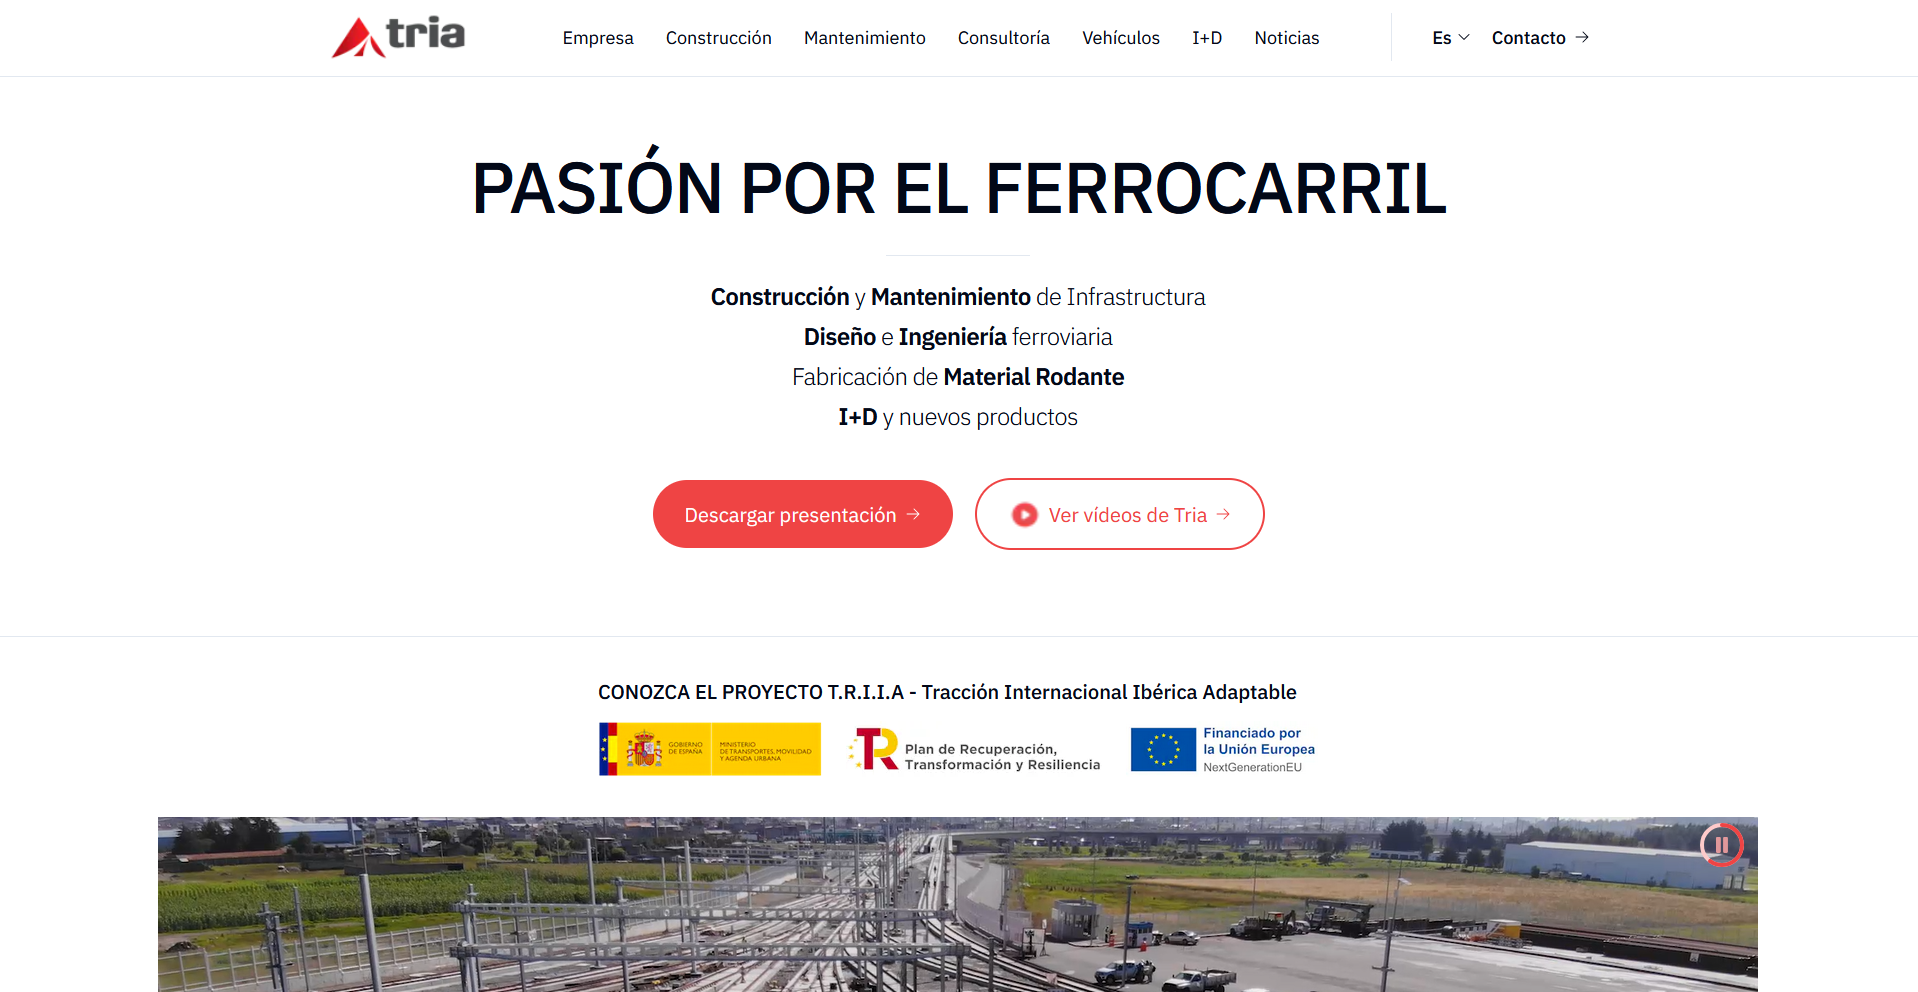 tria
Empresa Construcción Mantenimiento Consultoría Vehículos I+D Noticias Es Contacto
PASIÓN POR EL FERROCARRIL
Construcción y Mantenimiento de Infrastructura
Diseño e Ingeniería ferroviaria
Fabricación de Material Rodante
I+D y nuevos productos
Descargar presentación
Ver vídeos de Tria
CONOZCA EL PROYECTO T.R.I.I.A - Tracción Internacional Ibérica Adaptable
GOBIERNO
DE ESPAÑA
MINISTERIO
DE TRANSPORTES, MOVILIDAD
Y AGENDA URBANA
TR
Plan de Recuperación,
Transformación y Resiliencia
Financiado por
la Unión Europea
NextGenerationEU